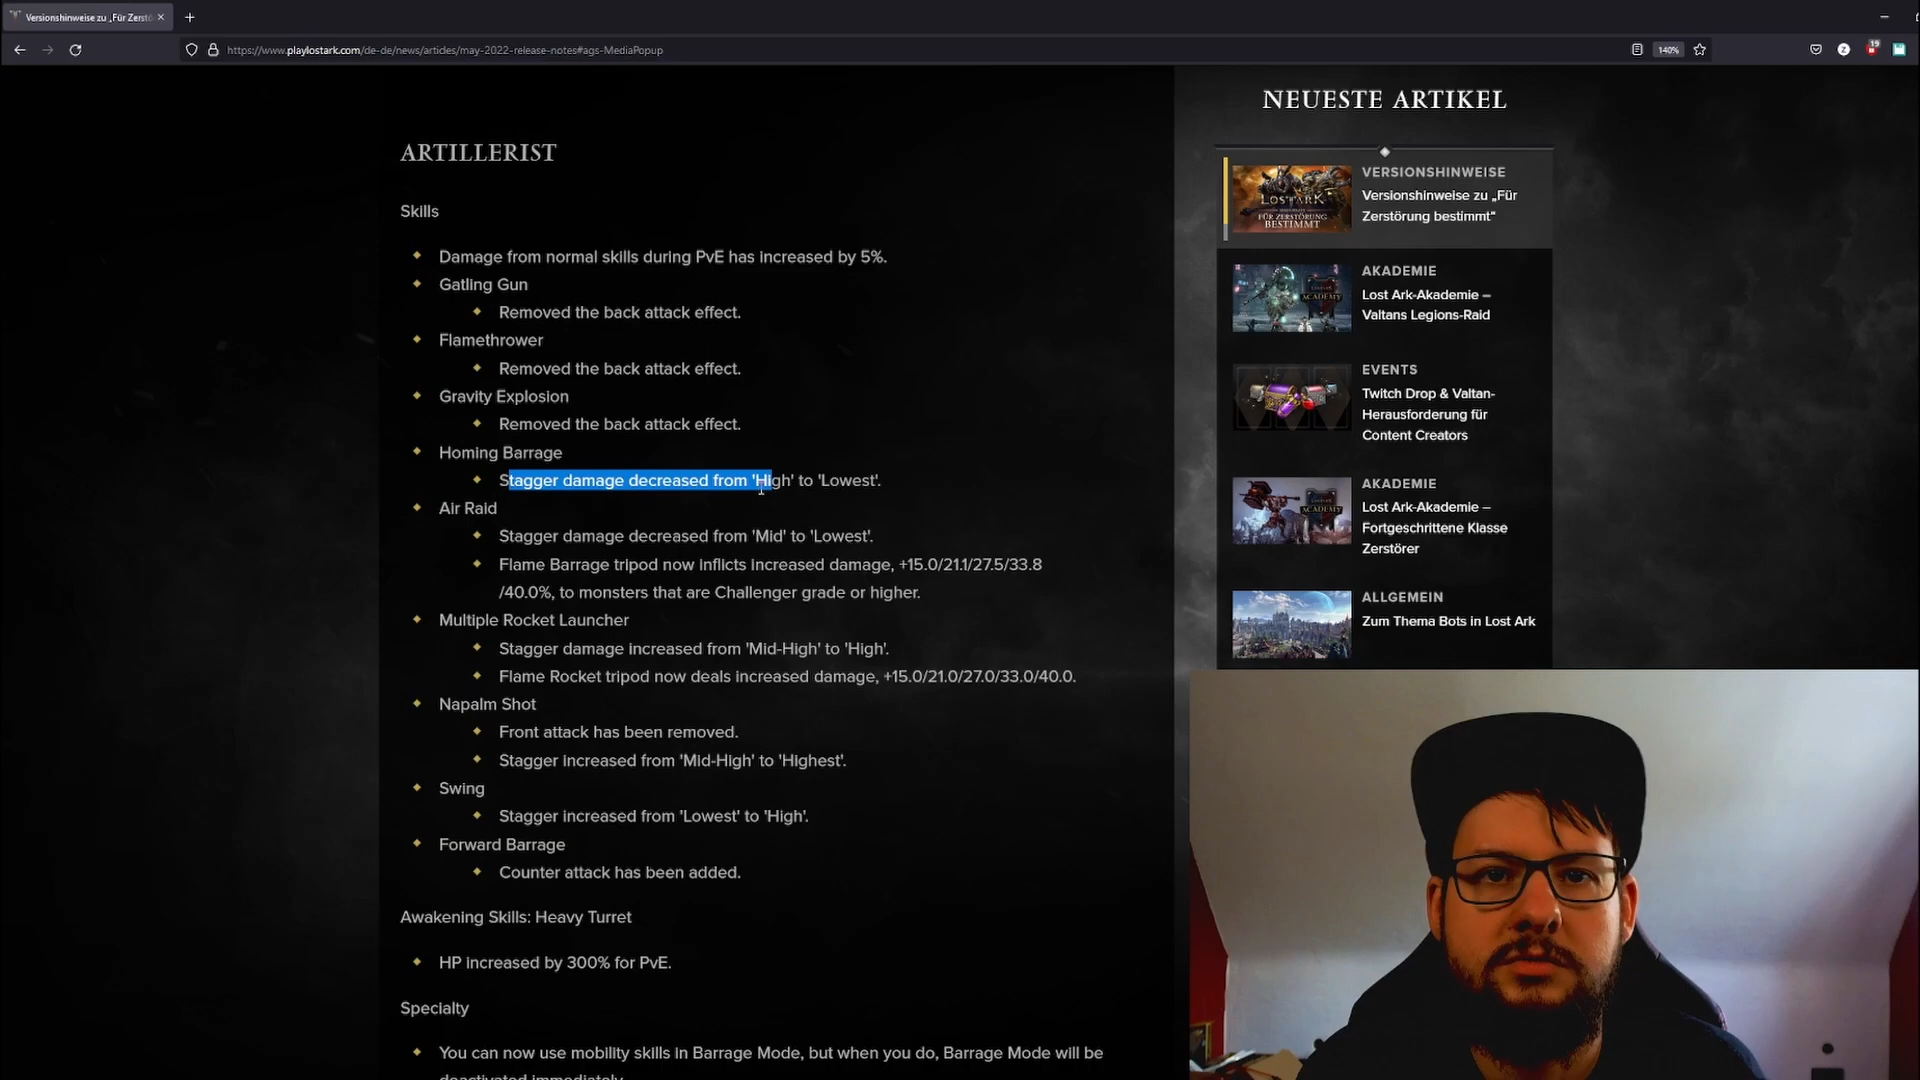 Versionshinweise zu „Für Zerstö
https://www.playlostark.com/de-de/news/articles/may-2022-release-notes#ags-MediaPopup
140%
19
ARTILLERIST
Skills
Damage from normal skills during PvE has increased by 5%.
Gatling Gun
Removed the back attack effect.
Flamethrower
Removed the back attack effect.
Gravity Explosion
Removed the back attack effect.
Homing Barrage
Stagger damage decreased from 'High' to 'Lowest'.
Air Raid
Stagger damage decreased from 'Mid' to 'Lowest'.
Flame Barrage tripod now inflicts increased damage, +15.0/21.1/27.5/33.8
/40.0%, to monsters that are Challenger grade or higher.
Multiple Rocket Launcher
Stagger damage increased from 'Mid-High' to 'High'.
Flame Rocket tripod now deals increased damage, +15.0/21.0/27.0/33.0/40.0.
Napalm Shot
Front attack has been removed.
Stagger increased from 'Mid-High' to 'Highest'.
Swing
Stagger increased from 'Lowest' to 'High'.
Forward Barrage
Counter attack has been added.
Awakening Skills: Heavy Turret
HP increased by 300% for PvE.
Specialty
You can now use mobility skills in Barrage Mode, but when you do, Barrage Mode will be
deactivated immediately.
NEUESTE ARTIKEL
LOST ARK
FÜR ZERSTÖRUNG
BESTIMMT
VERSIONSHINWEISE
Versionshinweise zu „Für
Zerstörung bestimmt“
ACADEMY
AKADEMIE
Lost Ark-Akademie –
Valtans Legions-Raid
EVENTS
Twitch Drop & Valtan-
Herausforderung für
Content Creators
ACADEMY
AKADEMIE
Lost Ark-Akademie –
Fortgeschrittene Klasse
Zerstörer
ALLGEMEIN
Zum Thema Bots in Lost Ark